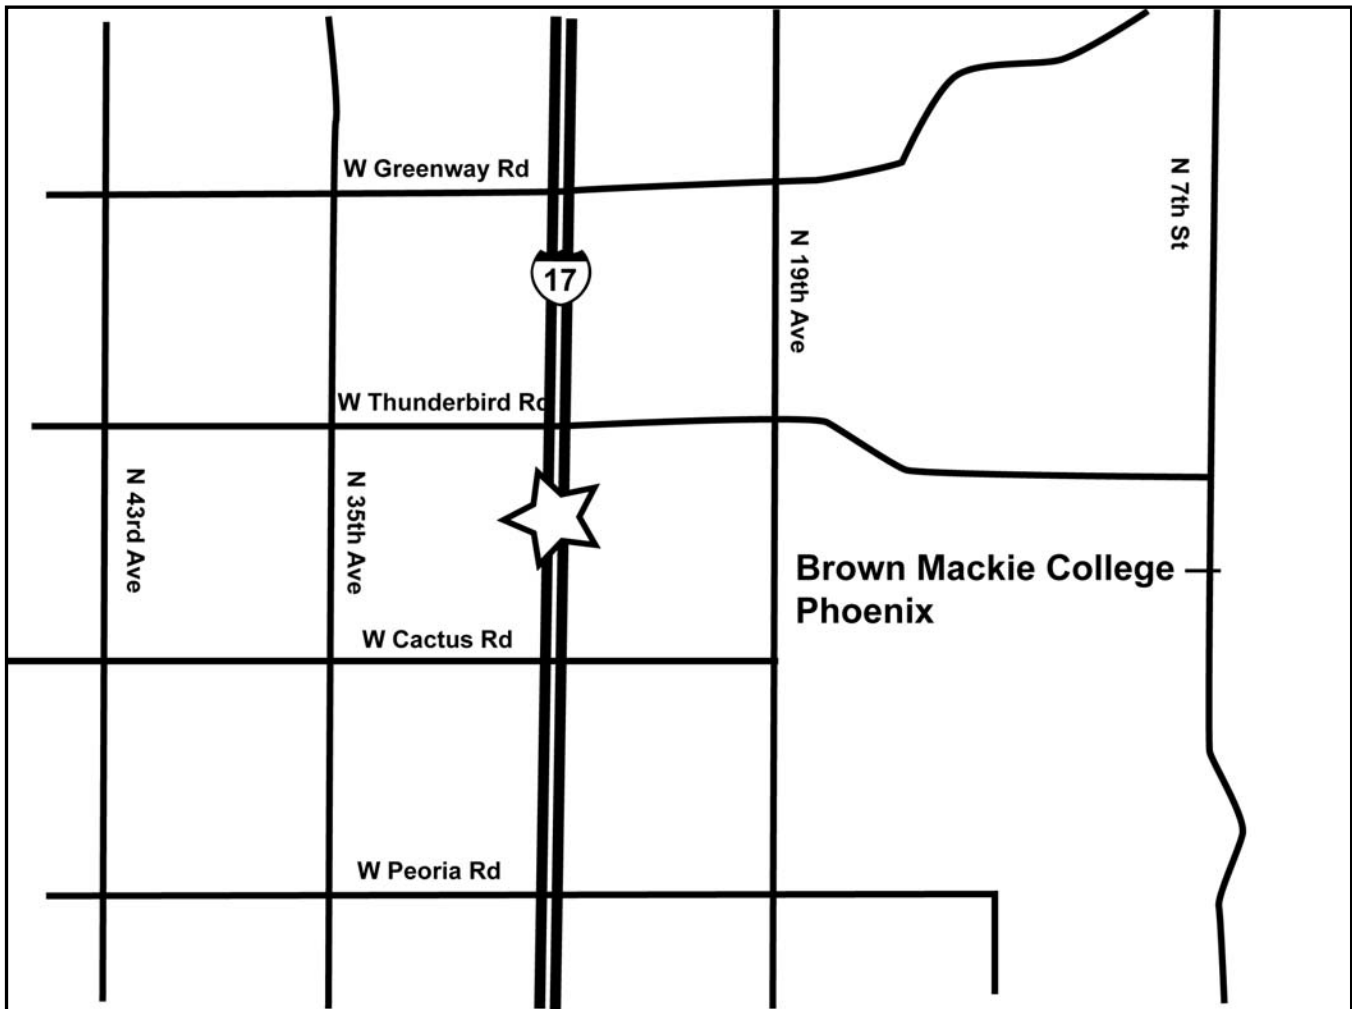 W Greenway Rd
N 7th St
N 19th Ave
17
W Thunderbird Rd
N 43rd Ave
N 35th Ave
Brown Mackie College —
Phoenix
W Cactus Rd
W Peoria Rd